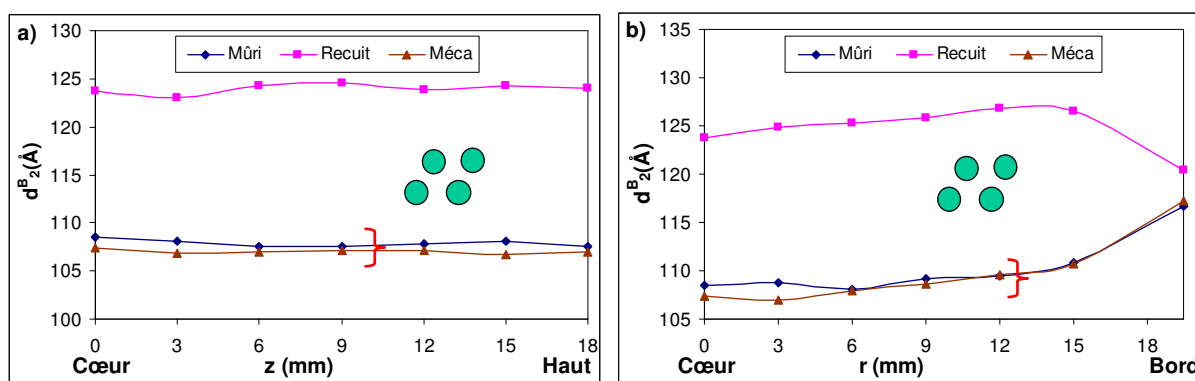 a)
Mûri Recuit Méca
130
125
120
115
110
105
100
d^B_2(Å)
0 3 6 9 12 15 18
Cœur z (mm) Haut
b)
Mûri Recuit Méca
135
130
125
120
115
110
105
d^B_2(Å)
0 3 6 9 12 15 18
Cœur r (mm) Bord